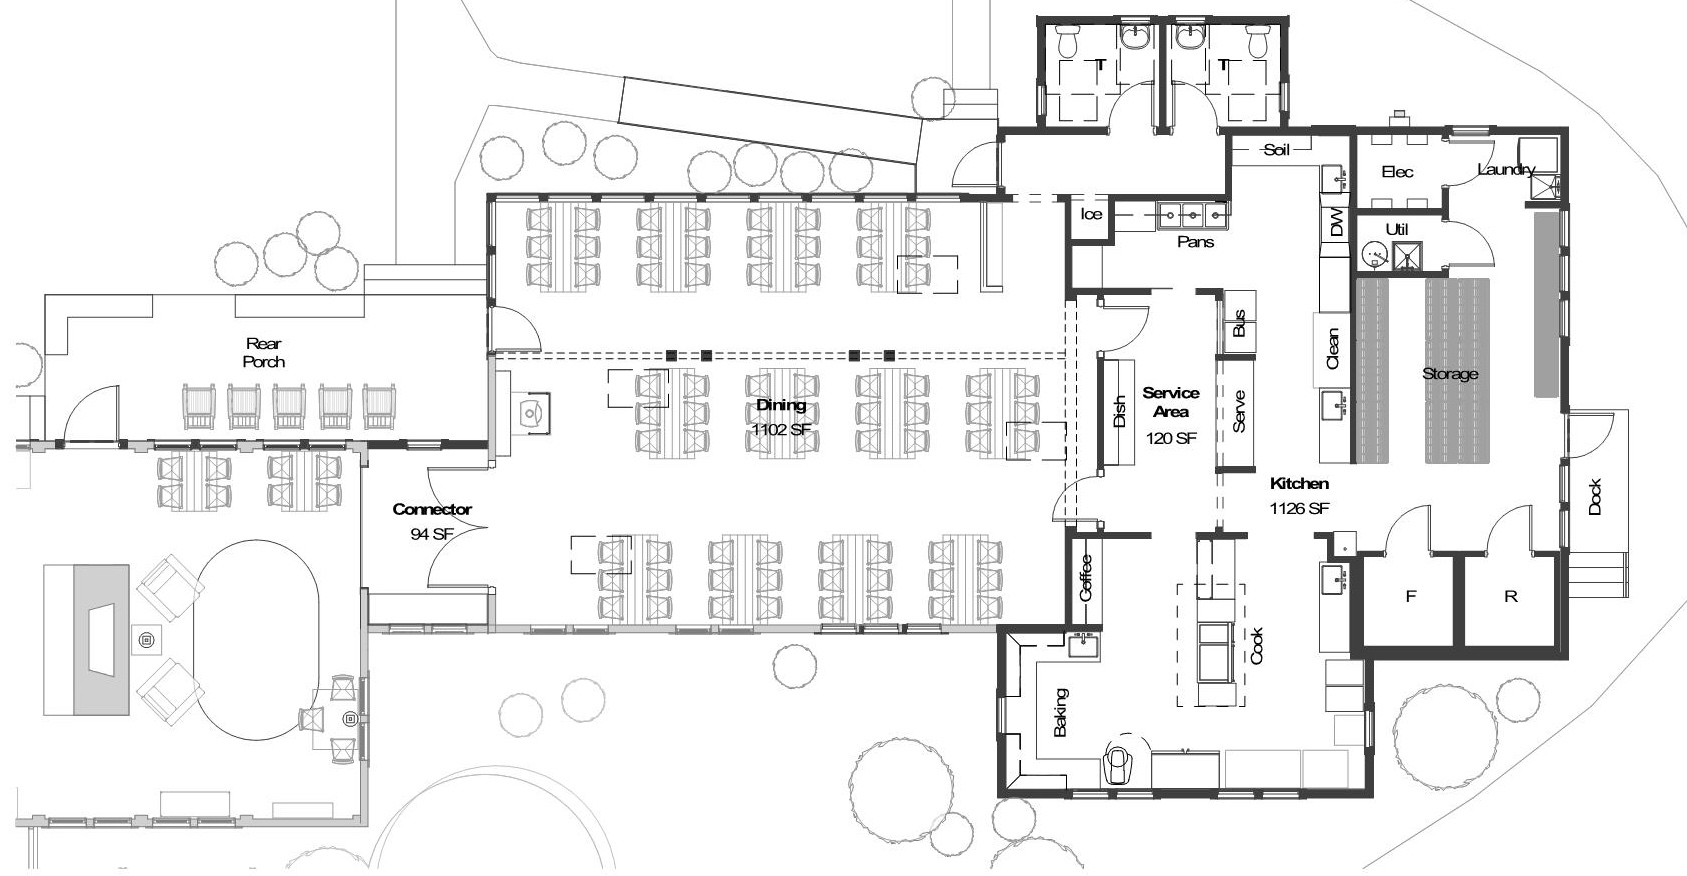 T
T
Soil
Elec
Laundry
Ice
DW
Util
Pans
Rear
Porch
Bus
Clean
Storage
Dining
1102 SF
Dish
Service
Area
120 SF
Serve
Connector
94 SF
Kitchen
1126 SF
Dock
Coffee
F
R
Cook
Baking